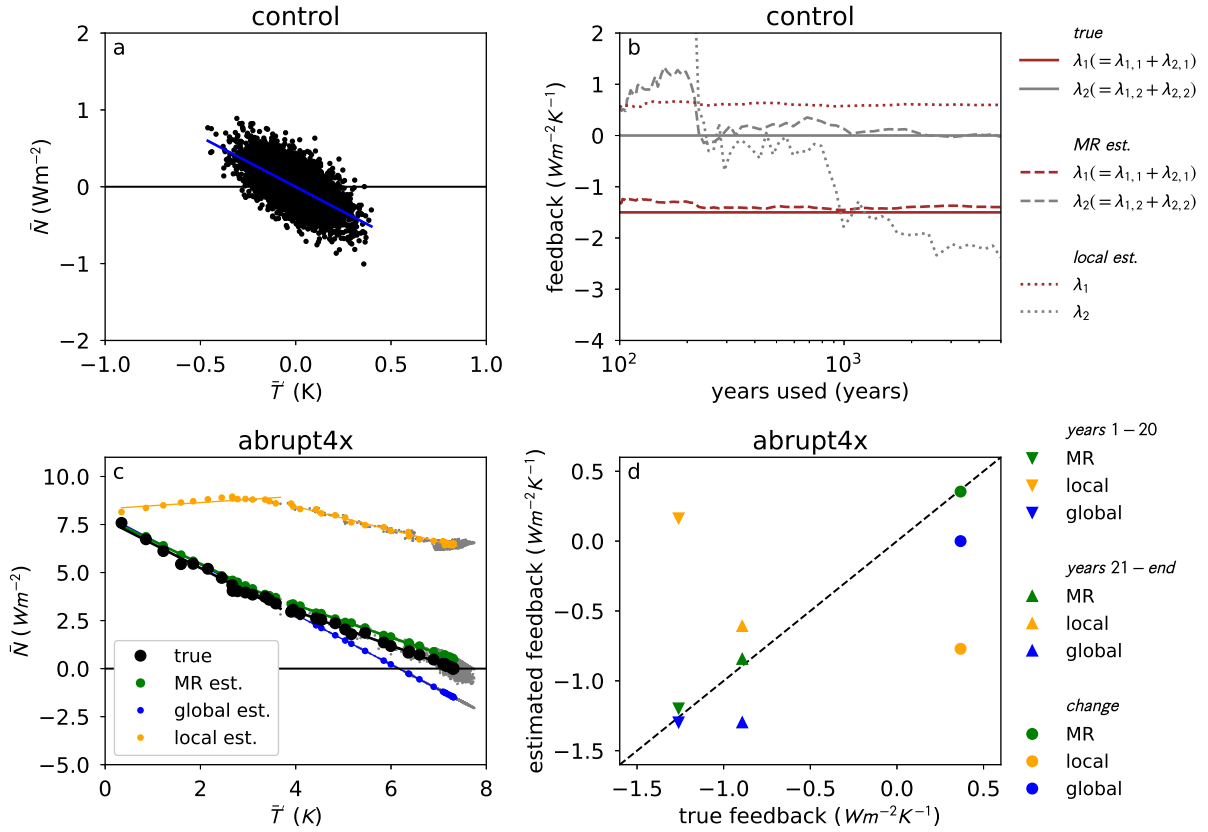 control
a
2
1
0
−1
−2
N̄ (Wm−2)
−1.0
−0.5
0.0
0.5
1.0
T̄′ (K)
control
b
2
1
0
−1
−2
−3
−4
feedback (Wm−2K−1)
10²
10³
years used (years)
true
λ1(= λ1,1 + λ2,1)
λ2(= λ1,2 + λ2,2)
MR est.
λ1(= λ1,1 + λ2,1)
λ2(= λ1,2 + λ2,2)
local est.
λ1
λ2
abrupt4x
c
10.0
7.5
5.0
2.5
0.0
−2.5
−5.0
N̄ (Wm−2)
true
MR est.
global est.
local est.
0
2
4
6
8
T̄′ (K)
abrupt4x
d
0.5
0.0
−0.5
−1.0
−1.5
estimated feedback (Wm−2K−1)
−1.5
−1.0
−0.5
0.0
0.5
true feedback (Wm−2K−1)
years 1 − 20
MR
local
global
years 21 − end
MR
local
global
change
MR
local
global